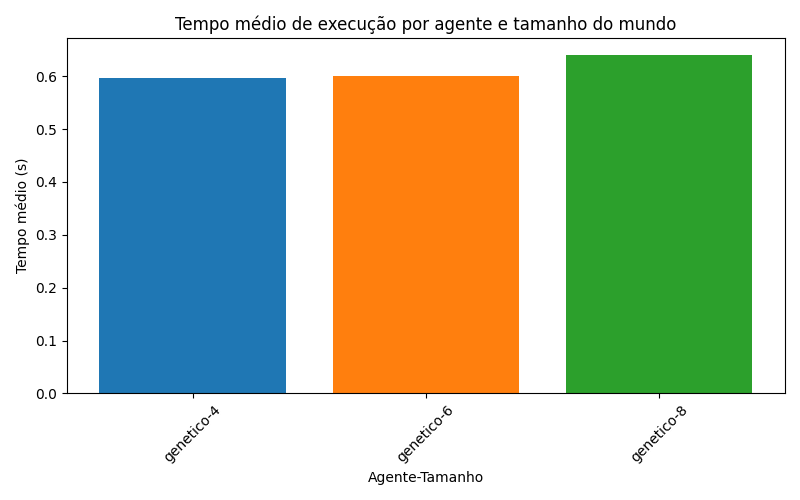 Tempo médio de execução por agente e tamanho do mundo
Tempo médio (s)
0.6
0.5
0.4
0.3
0.2
0.1
0.0
genetico-4
genetico-6
genetico-8
Agente-Tamanho